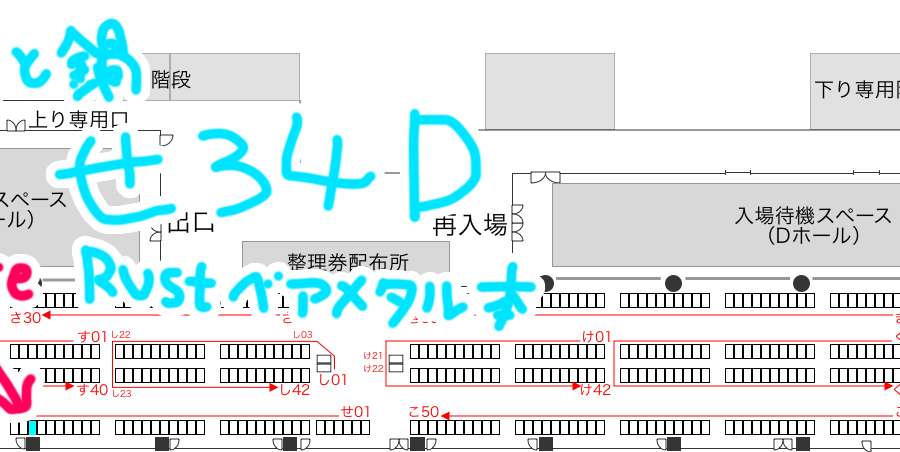 と鍋
階段
下り専用
上り専用口
せ34D
スペース
ール）
出口
再入場
入場待機スペース
（Dホール）
整理券配布所
Rustベアメタル本
さ30
す01
し22
し03
け21
け22
け01
す40
し23
し42
し01
け42
せ01
こ50